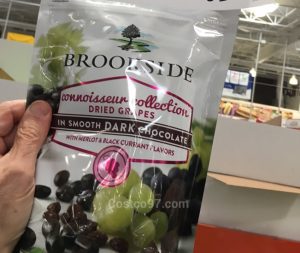 BROOKSIDE
connoisseur collection
DRIED GRAPES
IN SMOOTH DARK CHOCOLATE
WITH MERLOT & BLACK CURRANT FLAVORS
Costco97.com